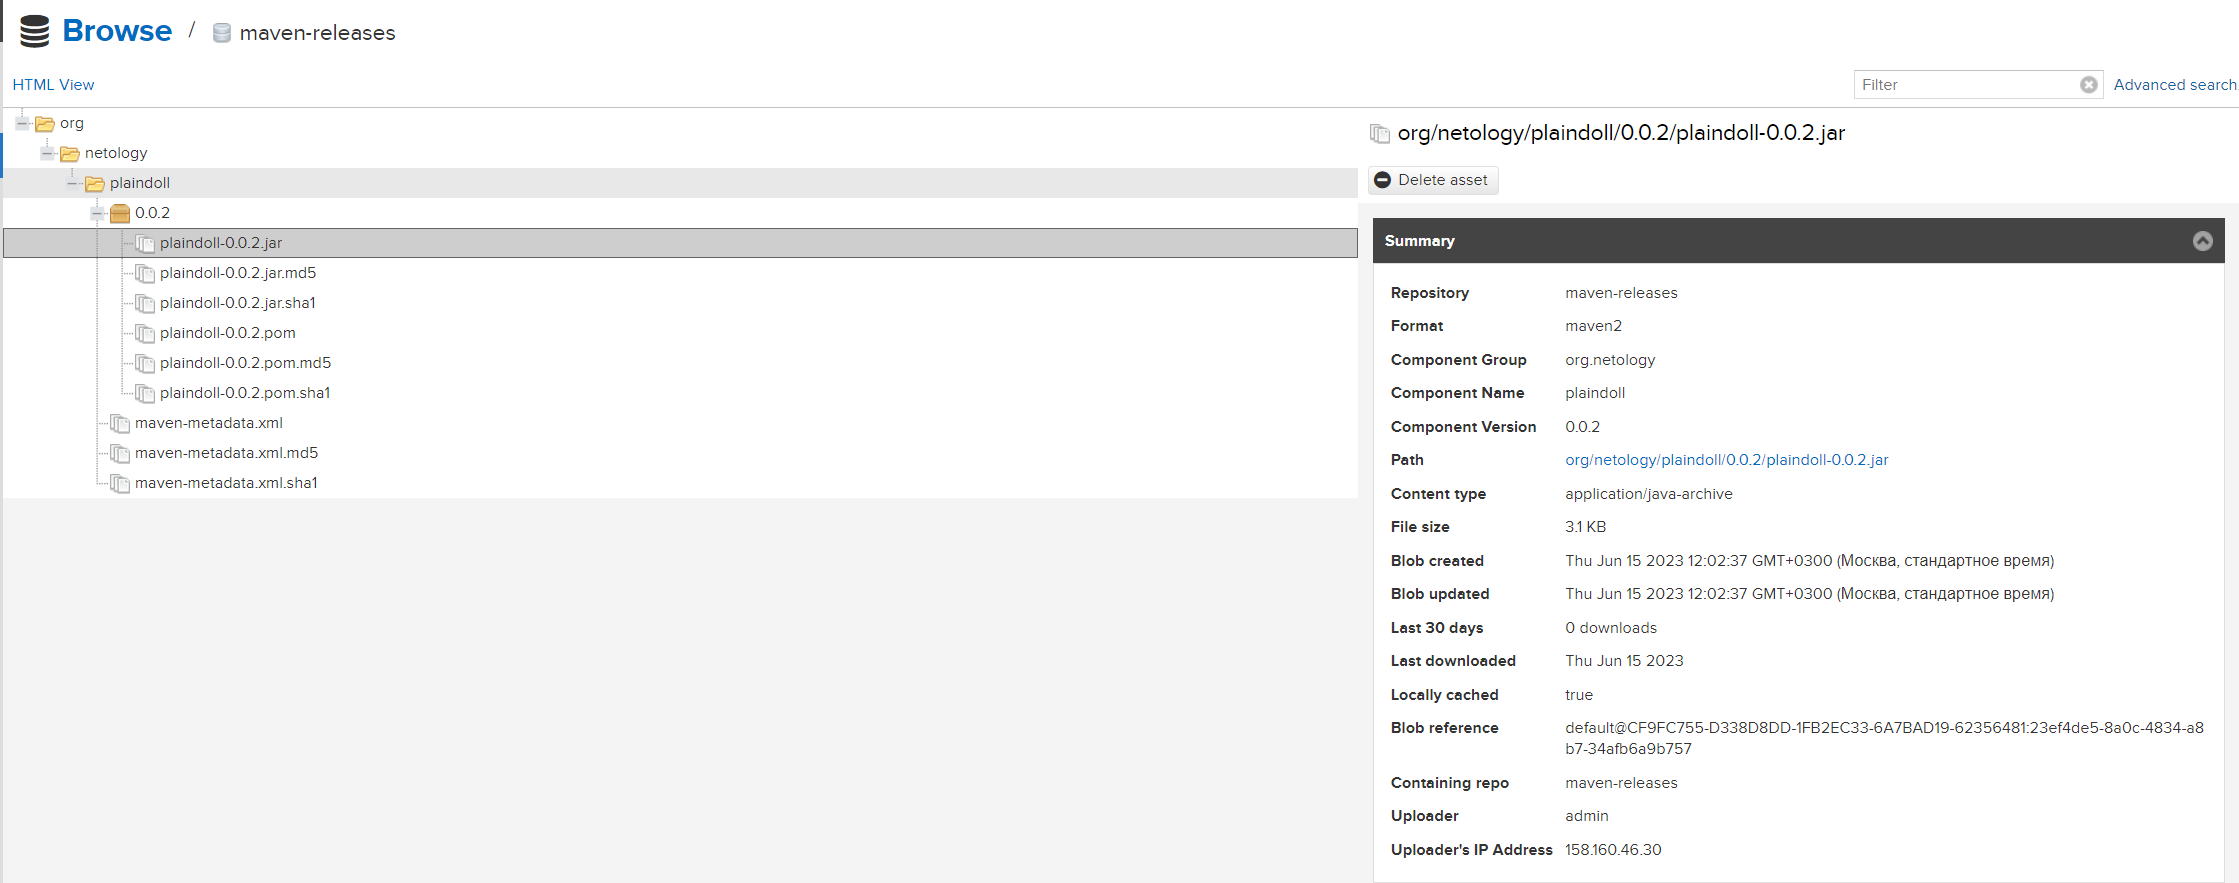 Browse / maven-releases
HTML View
Filter
Advanced search
org
netology
plaindoll
0.0.2
plaindoll-0.0.2.jar
plaindoll-0.0.2.jar.md5
plaindoll-0.0.2.jar.sha1
plaindoll-0.0.2.pom
plaindoll-0.0.2.pom.md5
plaindoll-0.0.2.pom.sha1
maven-metadata.xml
maven-metadata.xml.md5
maven-metadata.xml.sha1
org/netology/plaindoll/0.0.2/plaindoll-0.0.2.jar
Delete asset
Summary
Repository maven-releases
Format maven2
Component Group org.netology
Component Name plaindoll
Component Version 0.0.2
Path org/netology/plaindoll/0.0.2/plaindoll-0.0.2.jar
Content type application/java-archive
File size 3.1 KB
Blob created Thu Jun 15 2023 12:02:37 GMT+0300 (Москва, стандартное время)
Blob updated Thu Jun 15 2023 12:02:37 GMT+0300 (Москва, стандартное время)
Last 30 days 0 downloads
Last downloaded Thu Jun 15 2023
Locally cached true
Blob reference default@CF9FC755-D338D8DD-1FB2EC33-6A7BAD19-62356481:23ef4de5-8a0c-4834-a8
b7-34afb6a9b757
Containing repo maven-releases
Uploader admin
Uploader's IP Address 158.160.46.30